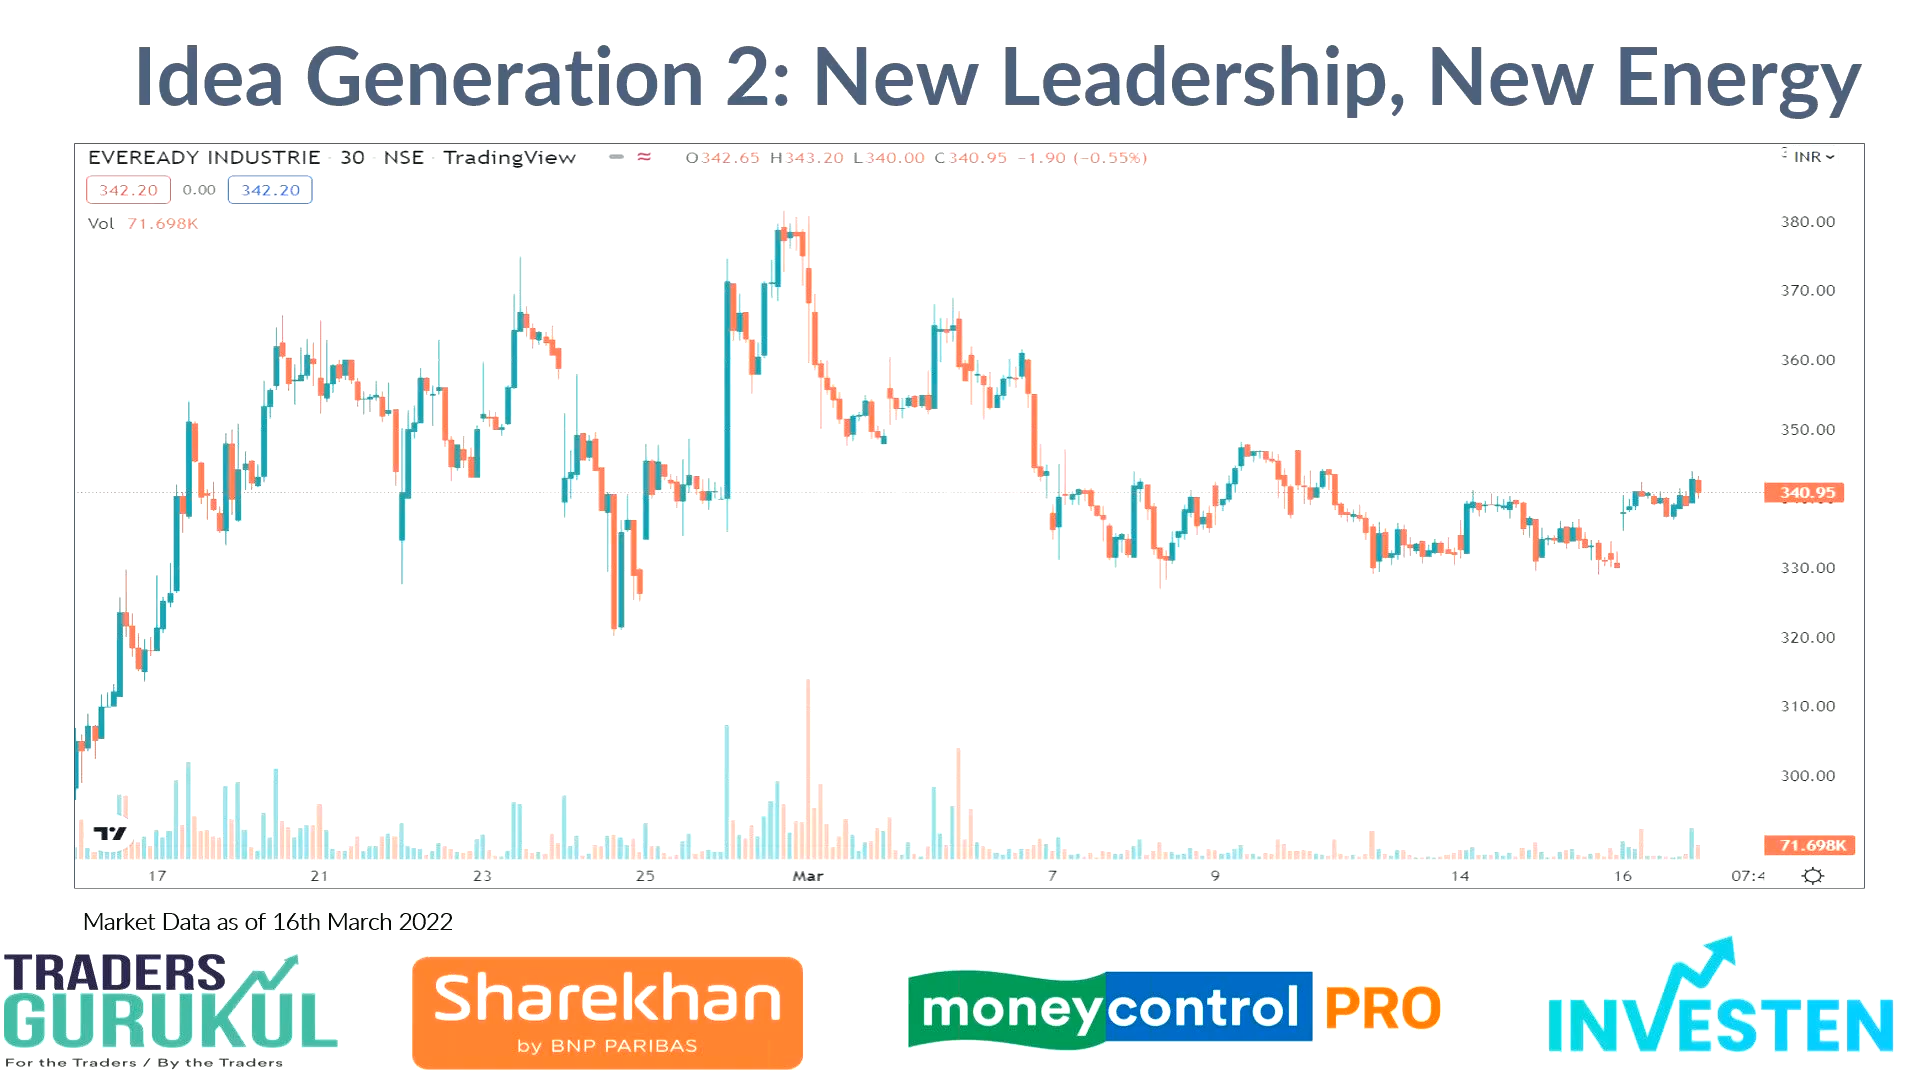 Idea Generation 2: New Leadership, New Energy
EVEREADY INDUSTRIE · 30 · NSE · TradingView O342.65 H343.20 L340.00 C340.95 −1.90 (−0.55%)
INR
342.20 0.00 342.20
Vol 71.698K
380.00
370.00
360.00
350.00
340.95
330.00
320.00
310.00
300.00
71.698K
17 21 23 25 Mar 7 9 14 16 07:4
Market Data as of 16th March 2022
TRADERS
GURUKUL
For the Traders / By the Traders
Sharekhan
by BNP PARIBAS
moneycontrol PRO
INVESTEN